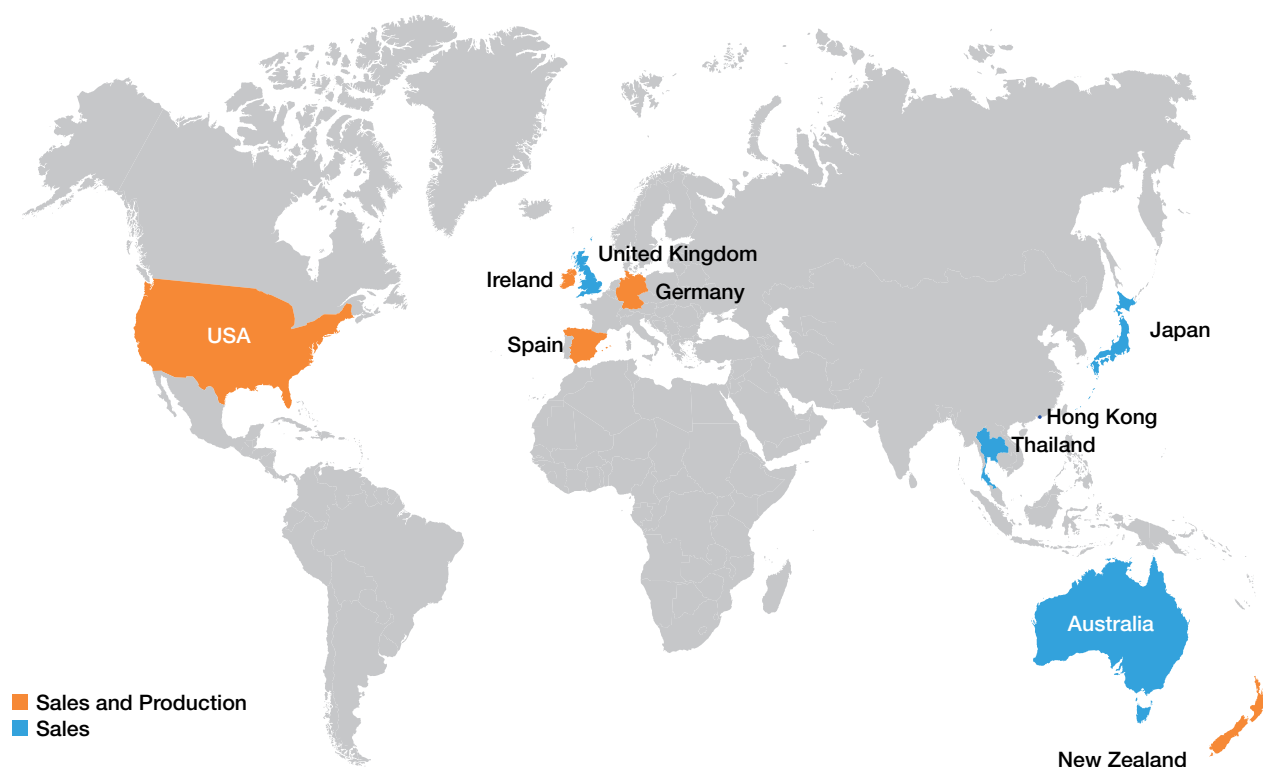 United Kingdom
Ireland
Germany
USA
Spain
Japan
Hong Kong
Thailand
Australia
Sales and Production
Sales
New Zealand